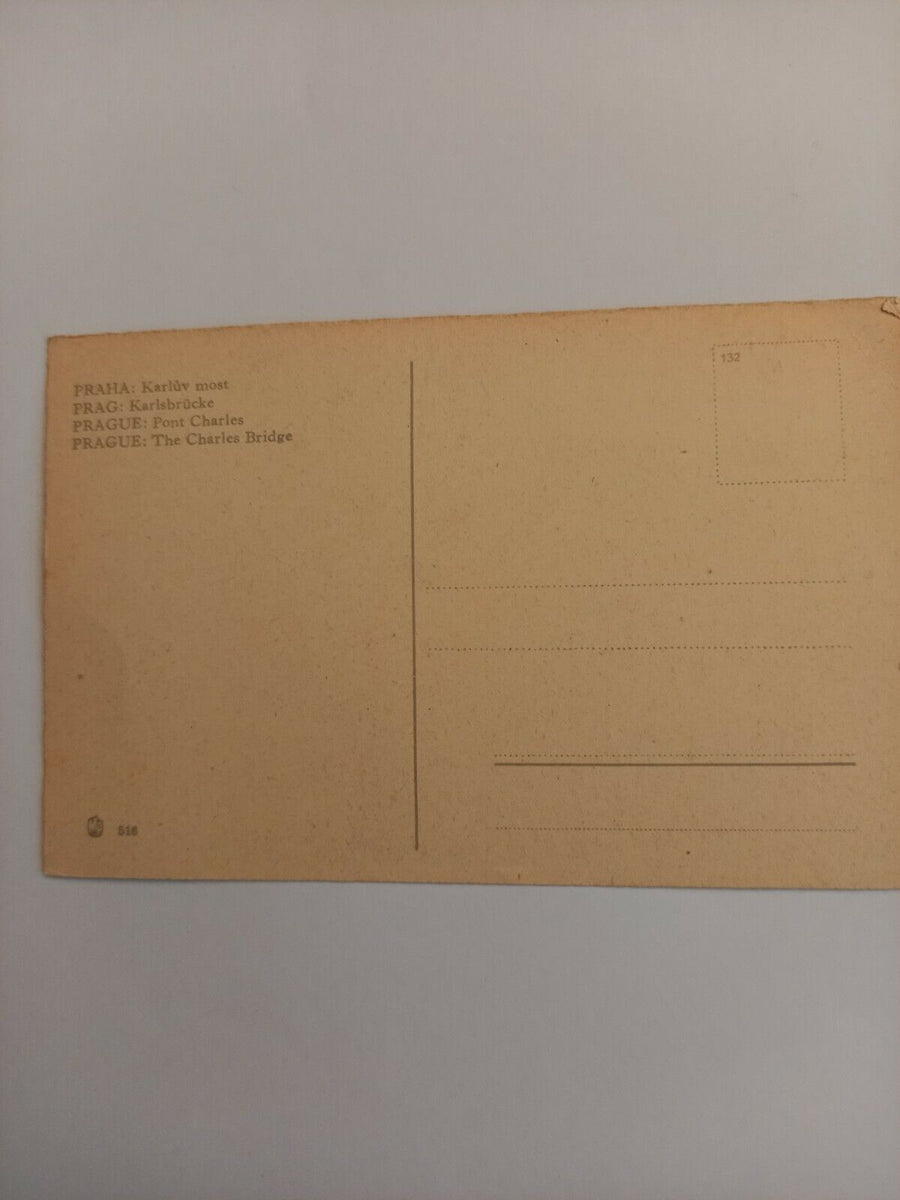 PRAHA: Karlův most
PRAG: Karlsbrücke
PRAGUE: Pont Charles
PRAGUE: The Charles Bridge
132
516